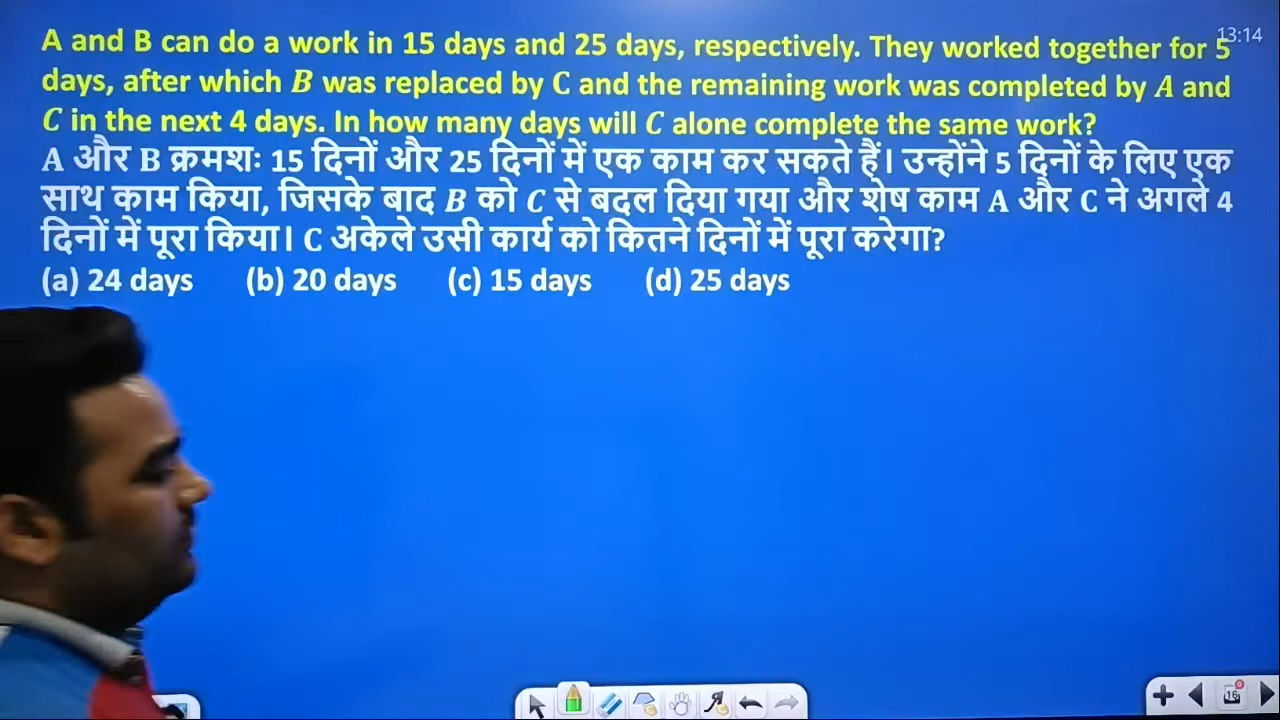 A and B can do a work in 15 days and 25 days, respectively. They worked together for 5
13:14
days, after which B was replaced by C and the remaining work was completed by A and
C in the next 4 days. In how many days will C alone complete the same work?
A और B क्रमशः 15 दिनों और 25 दिनों में एक काम कर सकते हैं। उन्होंने 5 दिनों के लिए एक
साथ काम किया, जिसके बाद B को C से बदल दिया गया और शेष काम A और C ने अगले 4
दिनों में पूरा किया। C अकेले उसी कार्य को कितने दिनों में पूरा करेगा?
(a) 24 days (b) 20 days (c) 15 days (d) 25 days
16